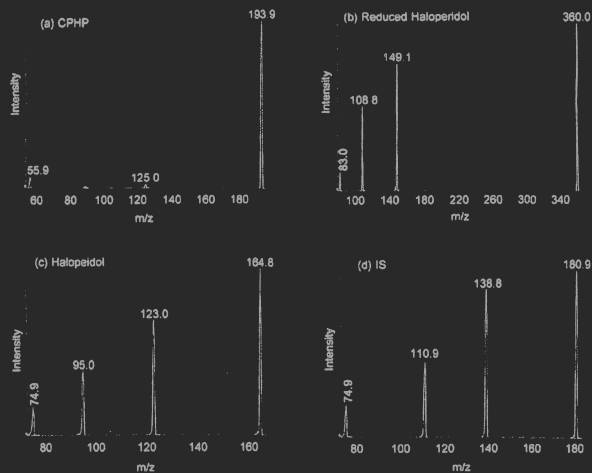 (a) CPHP
193.9
Intensity
55.9
125.0
60 80 100 120 140 160 180
m/z
(b) Reduced Haloperidol
360.0
149.1
Intensity
108.8
83.0
100 140 180 220 260 300 340
m/z
(c) Halopeidol
164.8
123.0
Intensity
95.0
74.9
80 100 120 140 160
m/z
(d) IS
180.9
138.8
Intensity
110.9
74.9
80 100 120 140 160 180
m/z